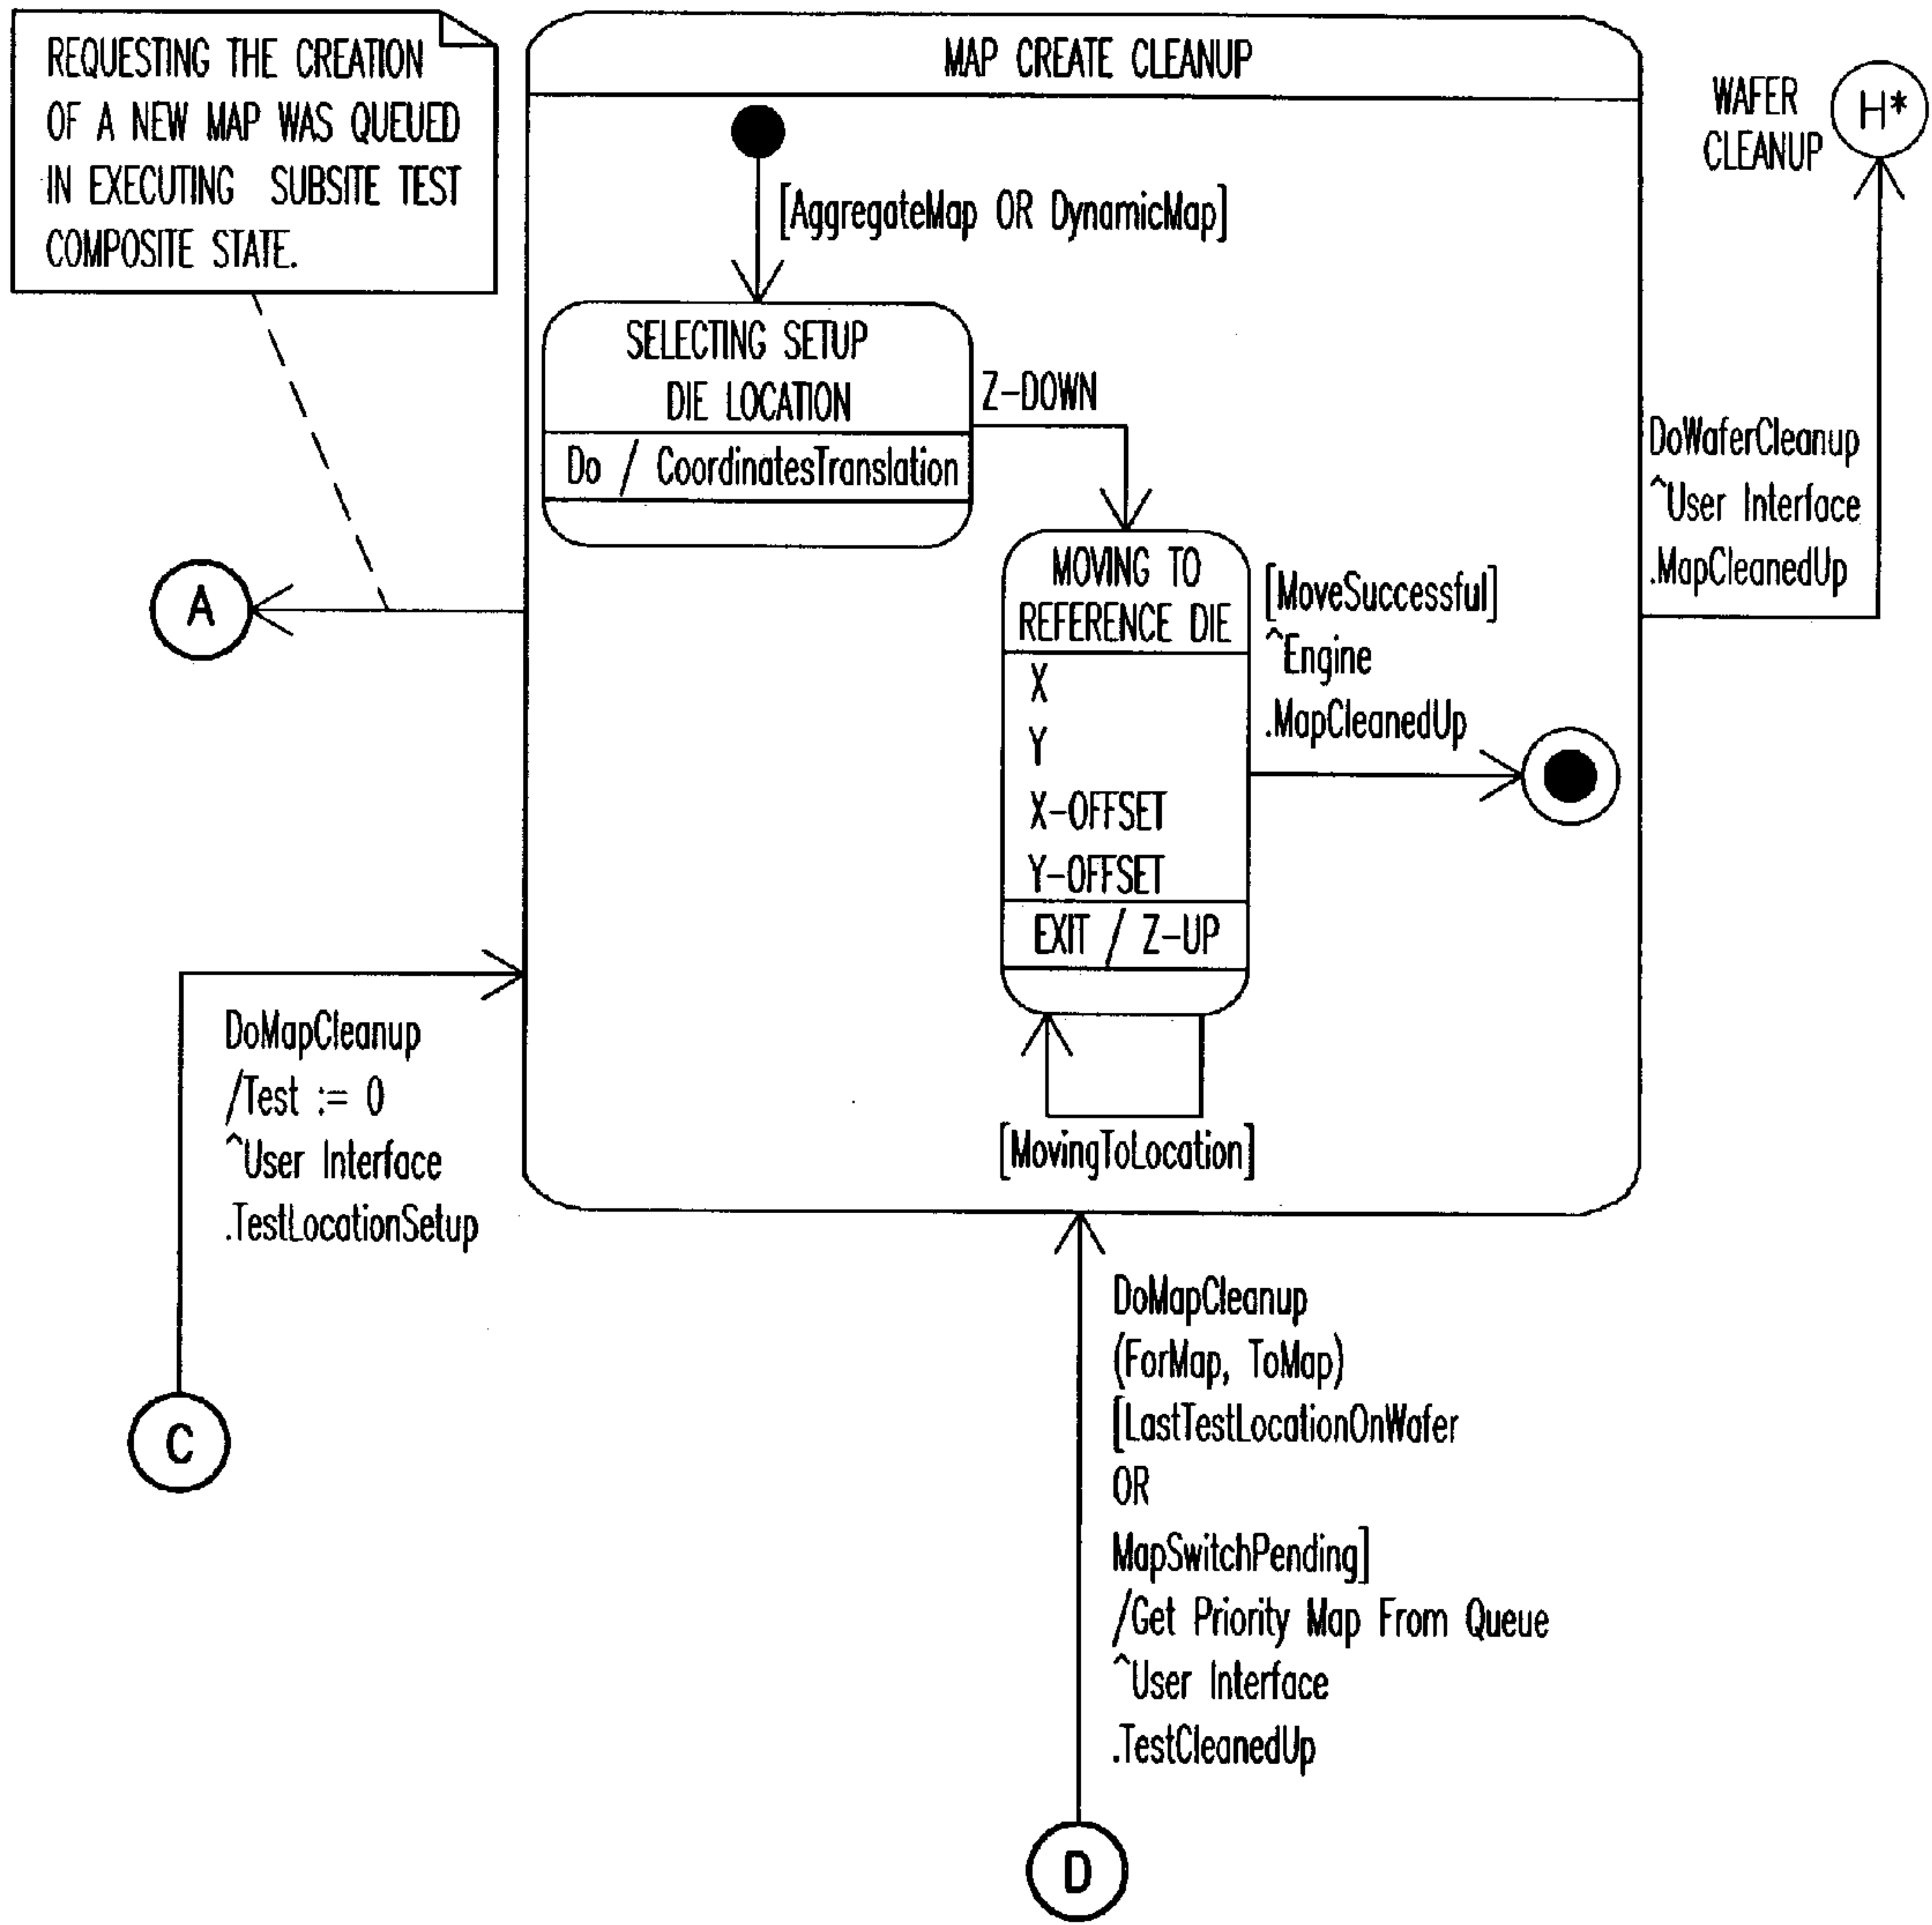 REQUESTING THE CREATION
OF A NEW MAP WAS QUEUED
IN EXECUTING SUBSITE TEST
COMPOSITE STATE.
MAP CREATE CLEANUP
WAFER
CLEANUP
H*
[AggregateMap OR DynamicMap]
SELECTING SETUP
DIE LOCATION
Do / CoordinatesTranslation
Z-DOWN
DoWaferCleanup
^User Interface
.MapCleanedUp
A
MOVING TO
REFERENCE DIE
X
Y
X-OFFSET
Y-OFFSET
EXIT / Z-UP
[MoveSuccessful]
^Engine
.MapCleanedUp
[MovingToLocation]
DoMapCleanup
/Test := 0
^User Interface
.TestLocationSetup
C
DoMapCleanup
(ForMap, ToMap)
[LastTestLocationOnWafer
OR
MapSwitchPending]
/Get Priority Map From Queue
^User Interface
.TestCleanedUp
D